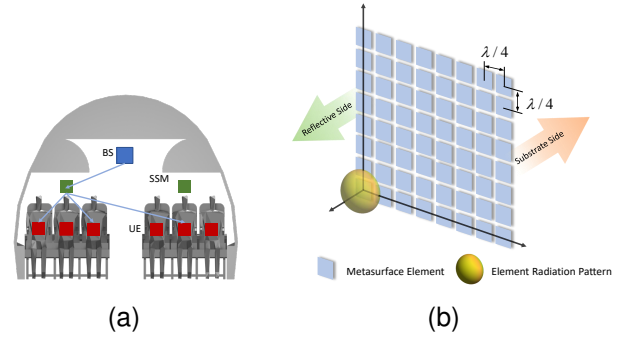 BS
SSM
UE
(a)
λ/4
λ/4
Reflective Side
Substrate Side
Metasurface Element
Element Radiation Pattern
(b)